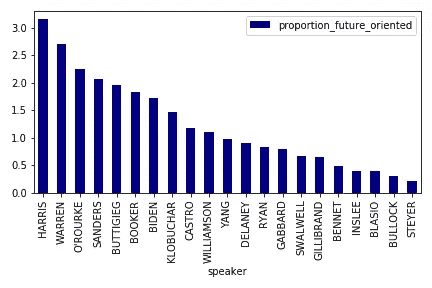 proportion_future_oriented
3.0
2.5
2.0
1.5
1.0
0.5
0.0
HARRIS
WARREN
O'ROURKE
SANDERS
BUTTIGIEG
BOOKER
BIDEN
KLOBUCHAR
CASTRO
WILLIAMSON
YANG
DELANEY
RYAN
GABBARD
SWALWELL
GILLIBRAND
BENNET
INSLEE
BLASIO
BULLOCK
STEYER
speaker